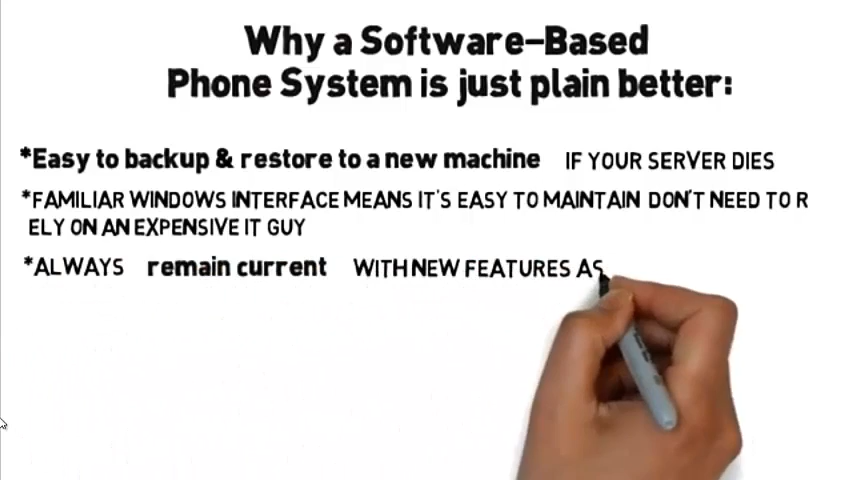 Why a Software-Based
Phone System is just plain better:
*Easy to backup & restore to a new machine IF YOUR SERVER DIES
*FAMILIAR WINDOWS INTERFACE MEANS IT'S EASY TO MAINTAIN DON'T NEED TO R
ELY ON AN EXPENSIVE IT GUY
*ALWAYS remain current WITH NEW FEATURES AS